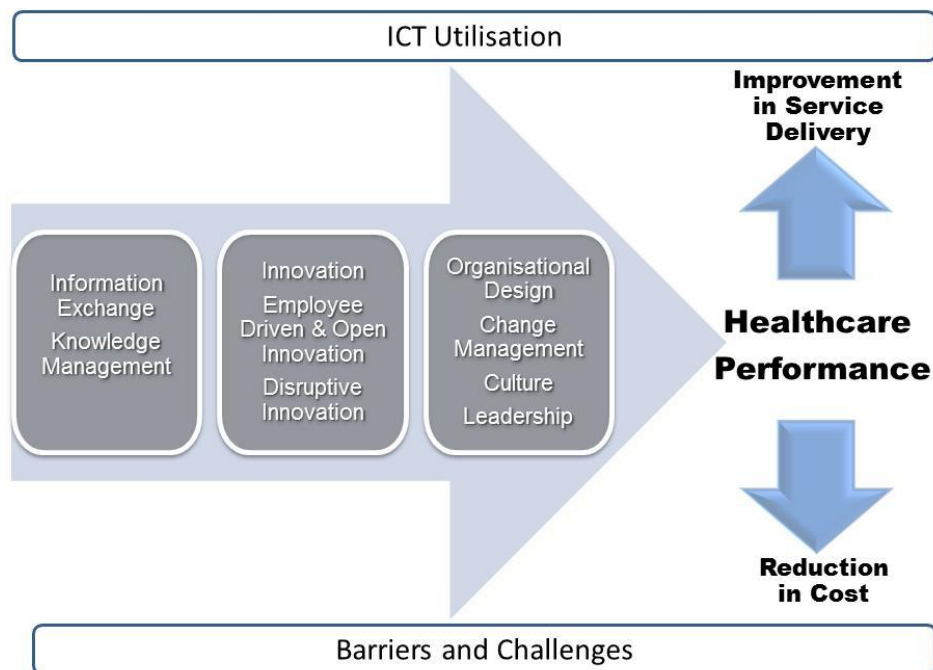 ICT Utilisation
Information
Exchange
Knowledge
Management
Innovation
Employee
Driven & Open
Innovation
Disruptive
Innovation
Organisational
Design
Change
Management
Culture
Leadership
Improvement
in Service
Delivery
Healthcare
Performance
Reduction
in Cost
Barriers and Challenges